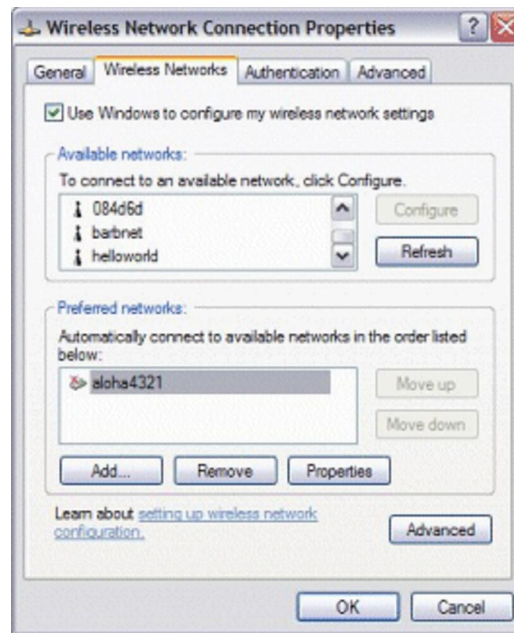 Wireless Network Connection Properties
General Wireless Networks Authentication Advanced
Use Windows to configure my wireless network settings
Available networks:
To connect to an available network, click Configure.
084d6d
Configure
barbnet
helloworld
Refresh
Preferred networks:
Automatically connect to available networks in the order listed
below:
aloha4321
Move up
Move down
Add... Remove Properties
Learn about setting up wireless network
configuration.
Advanced
OK Cancel